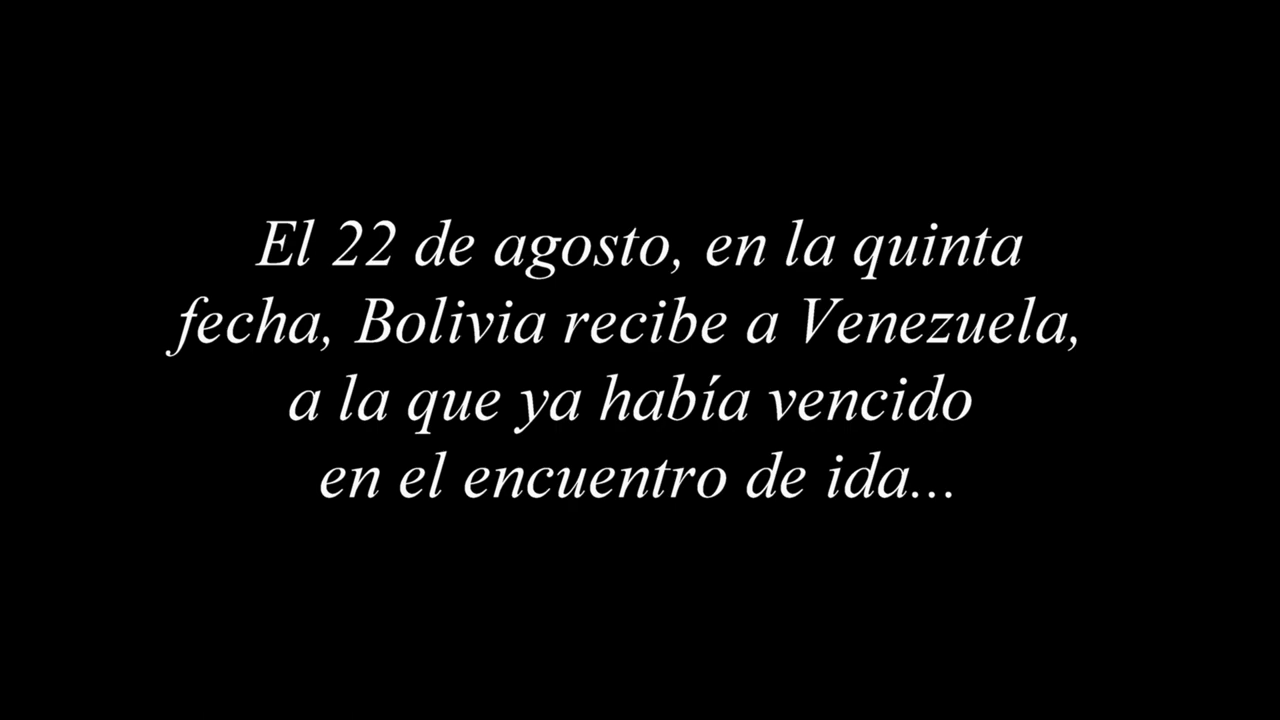 El 22 de agosto, en la quinta
fecha, Bolivia recibe a Venezuela,
a la que ya había vencido
en el encuentro de ida...